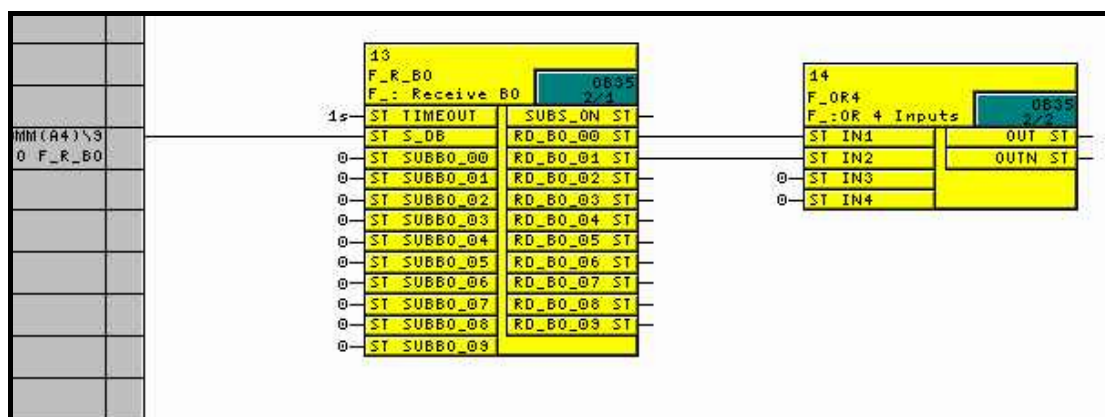 13
F_R_BO
F_: Receive BO
OB35
2/1
1s ST TIMEOUT SUBS_ON ST
MM(A4)\9 ST S_DB RD_BO_00 ST
0 F_R_BO
0 ST SUBBO_00 RD_BO_01 ST
0 ST SUBBO_01 RD_BO_02 ST
0 ST SUBBO_02 RD_BO_03 ST
0 ST SUBBO_03 RD_BO_04 ST
0 ST SUBBO_04 RD_BO_05 ST
0 ST SUBBO_05 RD_BO_06 ST
0 ST SUBBO_06 RD_BO_07 ST
0 ST SUBBO_07 RD_BO_08 ST
0 ST SUBBO_08 RD_BO_09 ST
0 ST SUBBO_09
14
F_OR4
F_:OR 4 Inputs
OB35
2/2
ST IN1 OUT ST
ST IN2 OUTN ST
0 ST IN3
0 ST IN4